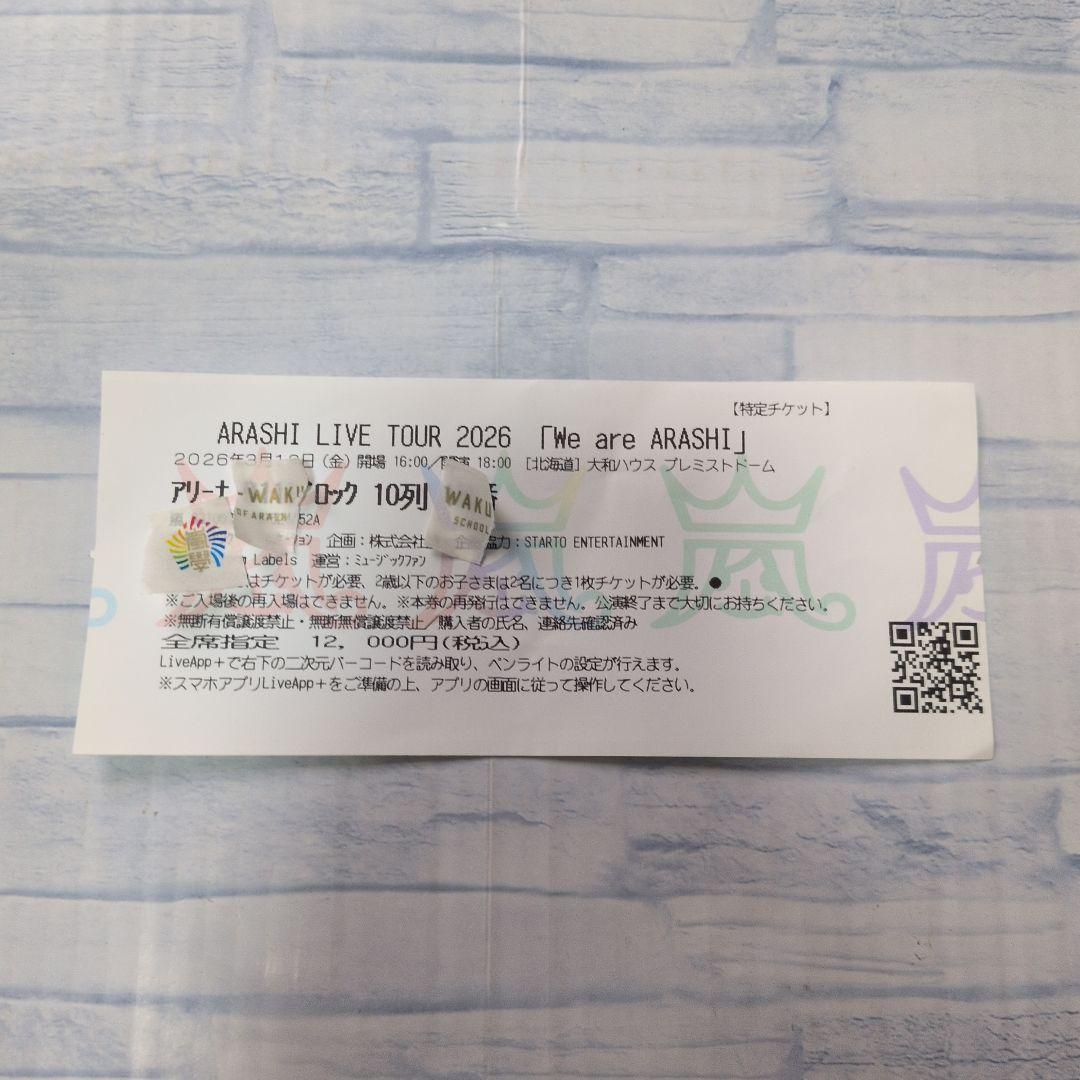 【特定チケット】
ARASHI LIVE TOUR 2026 「We are ARASHI」
2026年3月13日(金) 開場 16:00 開演 18:00 [北海道] 大和ハウス プレミストドーム
アリーナ ブロック 10列
WAKU
OF ARASHI
52A
WAKU
SCHOOL
嵐學
企画:株式会社 協力:STARTO ENTERTAINMENT
Labels 運営:ミュージックファン
はチケットが必要、2歳以下のお子さまは2名につき1枚チケットが必要。●
※ご入場後の再入場はできません。※本券の再発行はできません。公演終了まで大切にお持ちください。
※無断有償譲渡禁止・無断無償譲渡禁止/購入者の氏名、連絡先確認済み
全席指定 12,000円(税込)
LiveApp+で右下の二次元バーコードを読み取り、ペンライトの設定が行えます。
※スマホアプリLiveApp+をご準備の上、アプリの画面に従って操作してください。